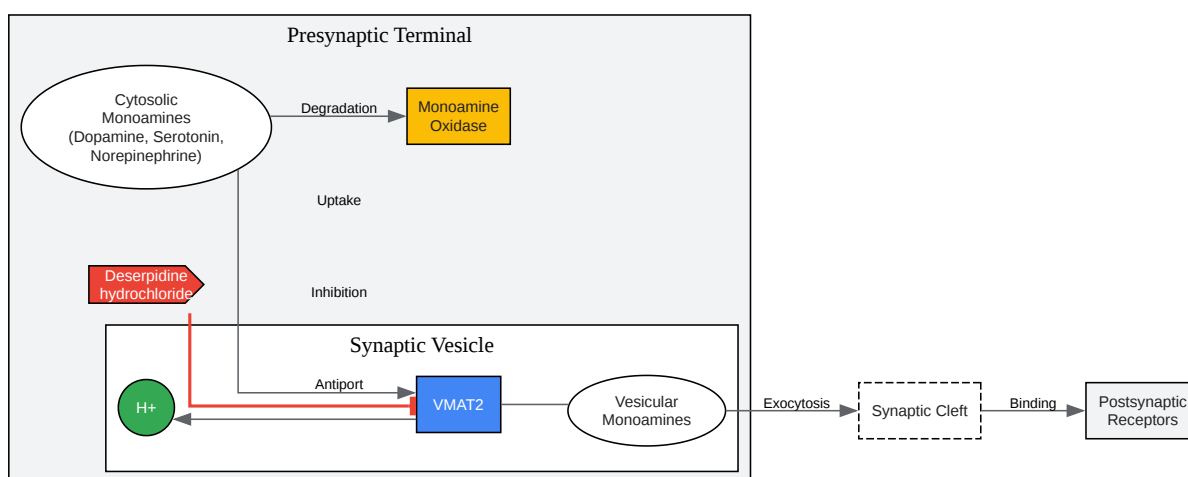 Presynaptic Terminal
Cytosolic
Monoamines
(Dopamine, Serotonin,
Norepinephrine)
Degradation
Monoamine
Oxidase
Uptake
Deserpidine
hydrochloride
Inhibition
Synaptic Vesicle
H+
Antiport
VMAT2
Vesicular
Monoamines
Exocytosis
Synaptic Cleft
Binding
Postsynaptic
Receptors